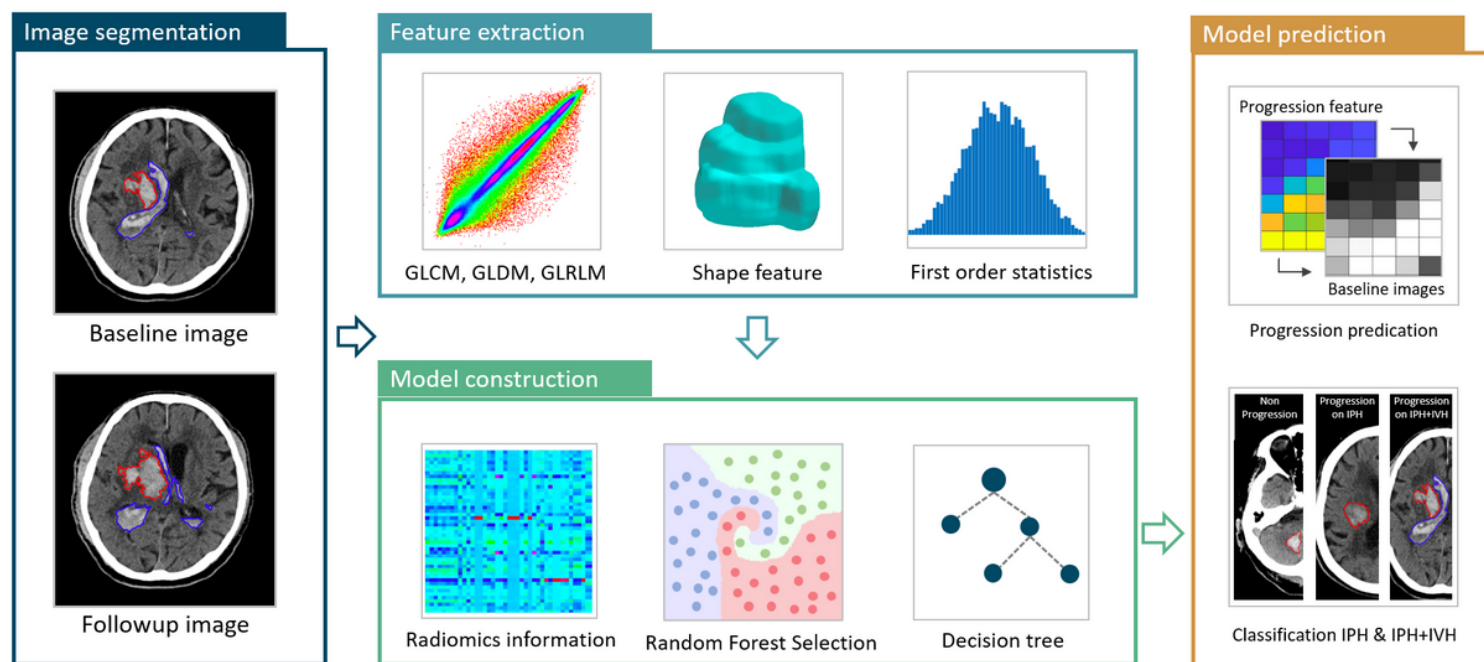 Image segmentation
Baseline image
Followup image
Feature extraction
GLCM, GLDM, GLRLM
Shape feature
First order statistics
Model construction
Radiomics information
Random Forest Selection
Decision tree
Model prediction
Progression feature
Baseline images
Progression predication
Non
Progression
Progression
on IPH
Progression
on IPH+IVH
Classification IPH & IPH+IVH